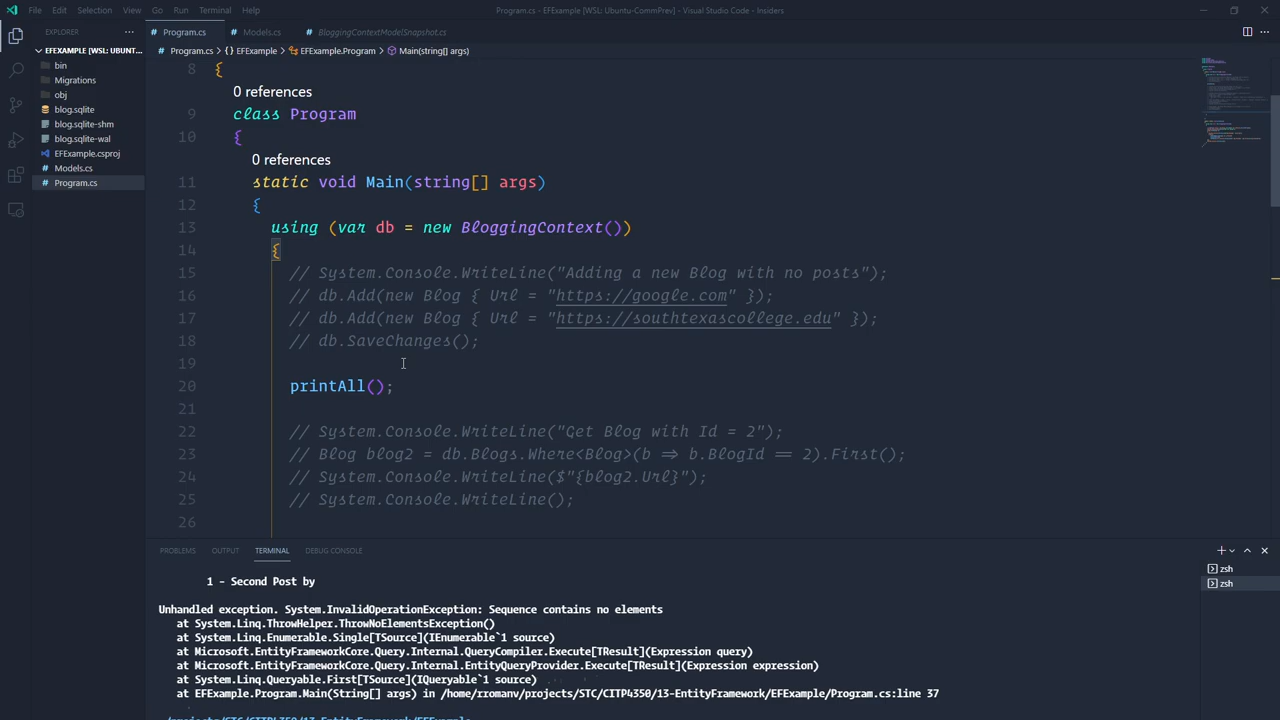 File Edit Selection View Go Run Terminal Help
Program.cs - EFExample [WSL: Ubuntu-CommPrev] - Visual Studio Code - Insiders
EXPLORER
EFEXAMPLE [WSL: UBUNT...
bin
Migrations
obj
blog.sqlite
blog.sqlite-shm
blog.sqlite-wal
EFExample.csproj
Models.cs
Program.cs
Program.cs Models.cs BloggingContextModelSnapshot.cs
Program.cs > {} EFExample > EFExample.Program > Main(string[] args)
8 {
0 references
9 class Program
10 {
0 references
11 static void Main(string[] args)
12 {
13 using (var db = new BloggingContext())
14 {
15 // System.Console.WriteLine("Adding a new Blog with no posts");
16 // db.Add(new Blog { Url = "https://google.com" });
17 // db.Add(new Blog { Url = "https://southtexascollege.edu" });
18 // db.SaveChanges();
19
20 printAll();
21
22 // System.Console.WriteLine("Get Blog with Id = 2");
23 // Blog blog2 = db.Blogs.Where<Blog>(b => b.BlogId == 2).First();
24 // System.Console.WriteLine($"{blog2.Url}");
25 // System.Console.WriteLine();
26
PROBLEMS OUTPUT TERMINAL DEBUG CONSOLE
zsh
zsh
1 - Second Post by
Unhandled exception. System.InvalidOperationException: Sequence contains no elements
at System.Linq.ThrowHelper.ThrowNoElementsException()
at System.Linq.Enumerable.Single[TSource](IEnumerable`1 source)
at Microsoft.EntityFrameworkCore.Query.Internal.QueryCompiler.Execute[TResult](Expression query)
at Microsoft.EntityFrameworkCore.Query.Internal.EntityQueryProvider.Execute[TResult](Expression expression)
at System.Linq.Queryable.First[TSource](IQueryable`1 source)
at EFExample.Program.Main(String[] args) in /home/rromanv/projects/STC/CITP4350/13-EntityFramework/EFExample/Program.cs:line 37
~/projects/STC/CITP4350/13-EntityFramework/EFExample